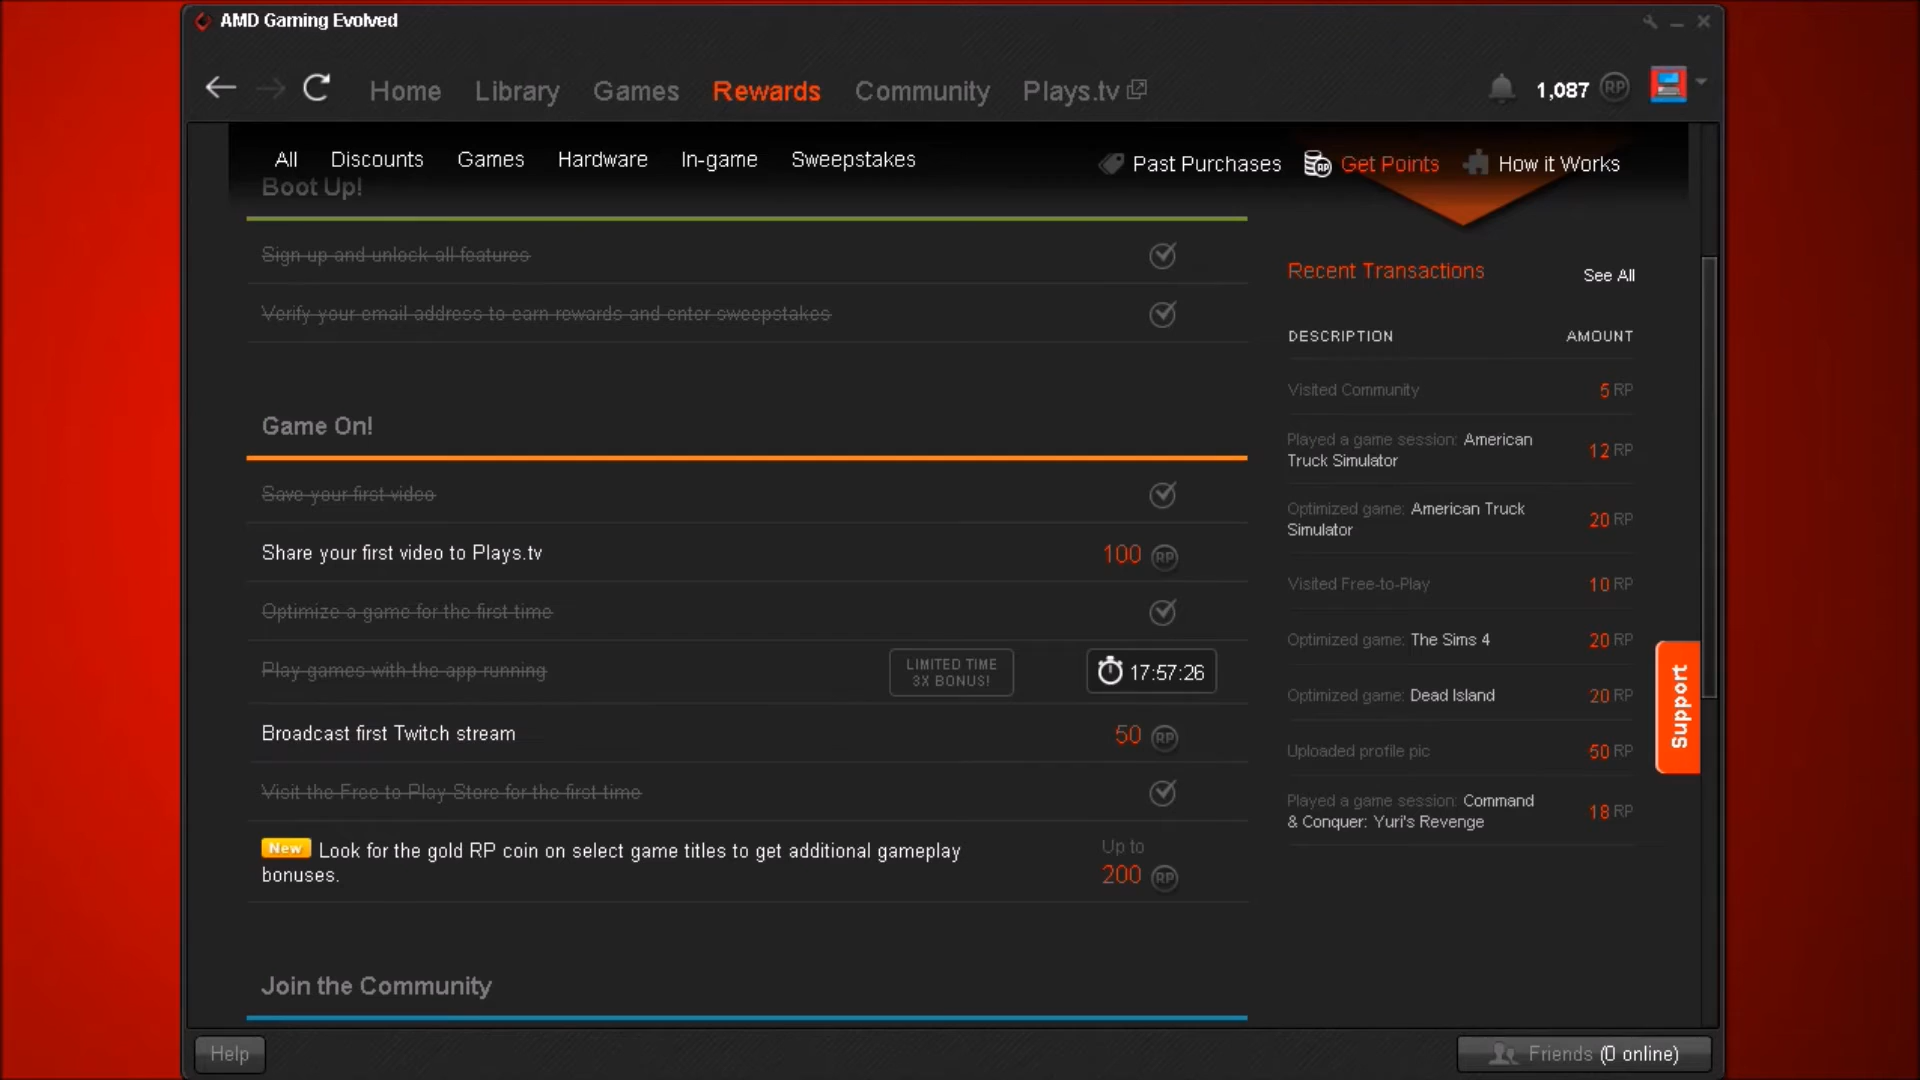 AMD Gaming Evolved
Home Library Games Rewards Community Plays.tv 1,087 RP
All Discounts Games Hardware In-game Sweepstakes Past Purchases Get Points How it Works
Boot Up!
Sign up and unlock all features
Verify your email address to earn rewards and enter sweepstakes
Game On!
Save your first video
Share your first video to Plays.tv 100 RP
Optimize a game for the first time
Play games with the app running LIMITED TIME
3X BONUS! 17:57:26
Broadcast first Twitch stream 50 RP
Visit the Free to Play Store for the first time
New Look for the gold RP coin on select game titles to get additional gameplay
bonuses.
Up to
200 RP
Join the Community
Recent Transactions See All
DESCRIPTION AMOUNT
Visited Community 5 RP
Played a game session: American
Truck Simulator 12 RP
Optimized game: American Truck
Simulator 20 RP
Visited Free-to-Play 10 RP
Optimized game: The Sims 4 20 RP
Optimized game: Dead Island 20 RP
Uploaded profile pic 50 RP
Played a game session: Command
& Conquer: Yuri's Revenge 18 RP
Support
Help
Friends (0 online)